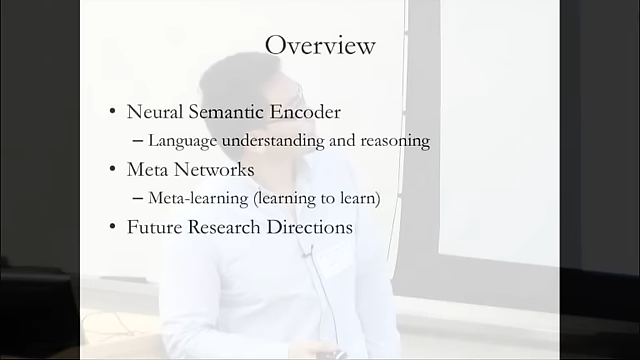 Overview
• Neural Semantic Encoder
– Language understanding and reasoning
• Meta Networks
– Meta-learning (learning to learn)
• Future Research Directions